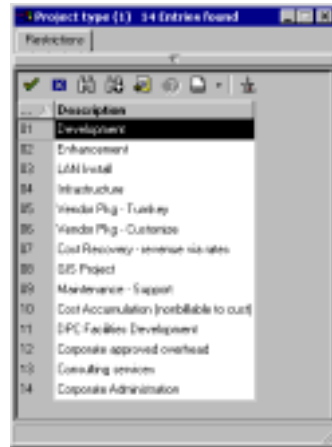 Project type (1) 14 Entries found
Restrictions
... Description
01 Development
02 Enhancement
03 LAN Install
04 Infrastructure
05 Vendor Pkg - Turnkey
06 Vendor Pkg - Customize
07 Cost Recovery - revenue via rates
08 GIS Project
09 Maintenance - Support
10 Cost Accumulation (nonbillable to cust)
11 DPC Facilities Development
12 Corporate approved overhead
13 Consulting services
14 Corporate Administration